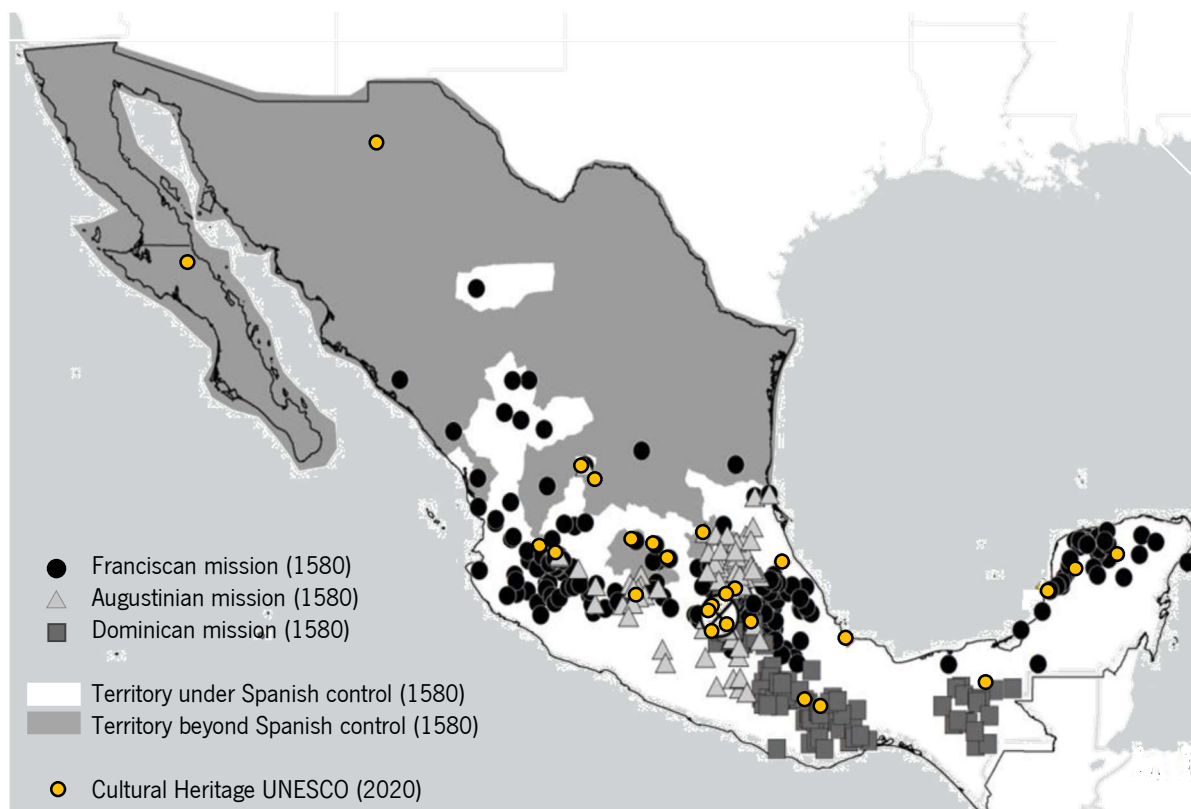 Franciscan mission (1580)
Augustinian mission (1580)
Dominican mission (1580)
Territory under Spanish control (1580)
Territory beyond Spanish control (1580)
Cultural Heritage UNESCO (2020)